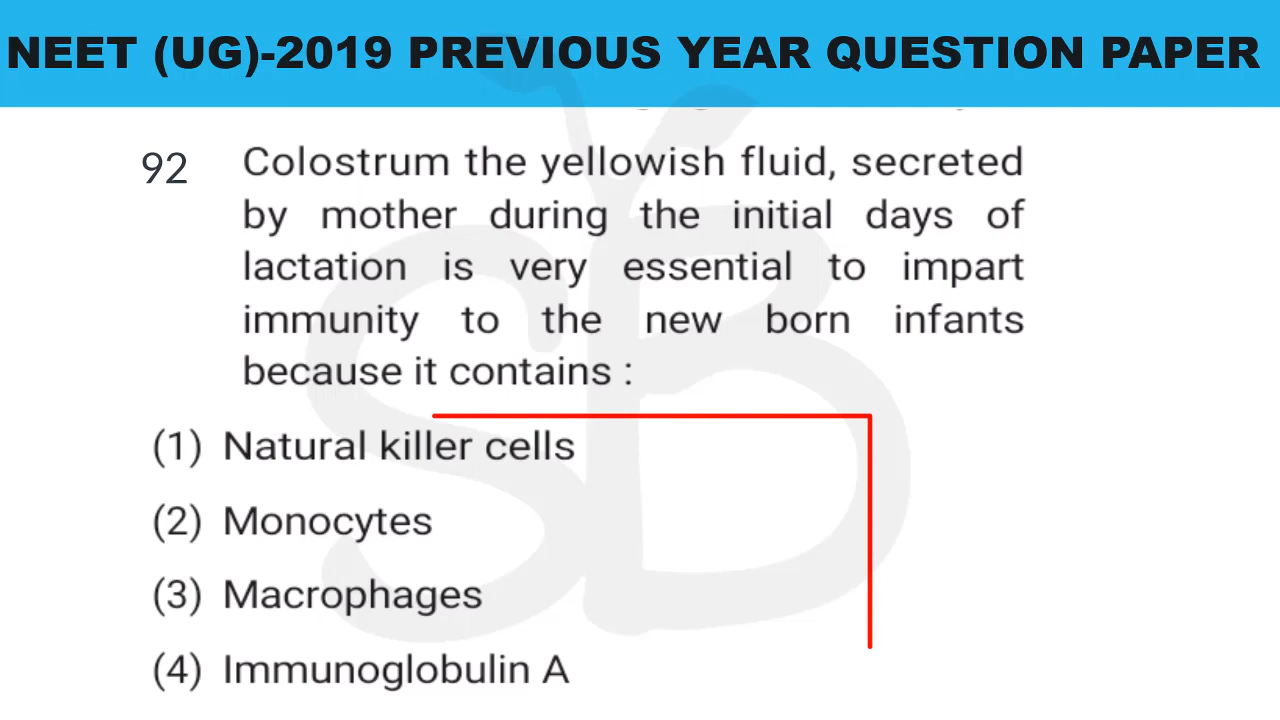 NEET (UG)-2019 PREVIOUS YEAR QUESTION PAPER
92 Colostrum the yellowish fluid, secreted
by mother during the initial days of
lactation is very essential to impart
immunity to the new born infants
because it contains :
(1) Natural killer cells
(2) Monocytes
(3) Macrophages
(4) Immunoglobulin A
SB